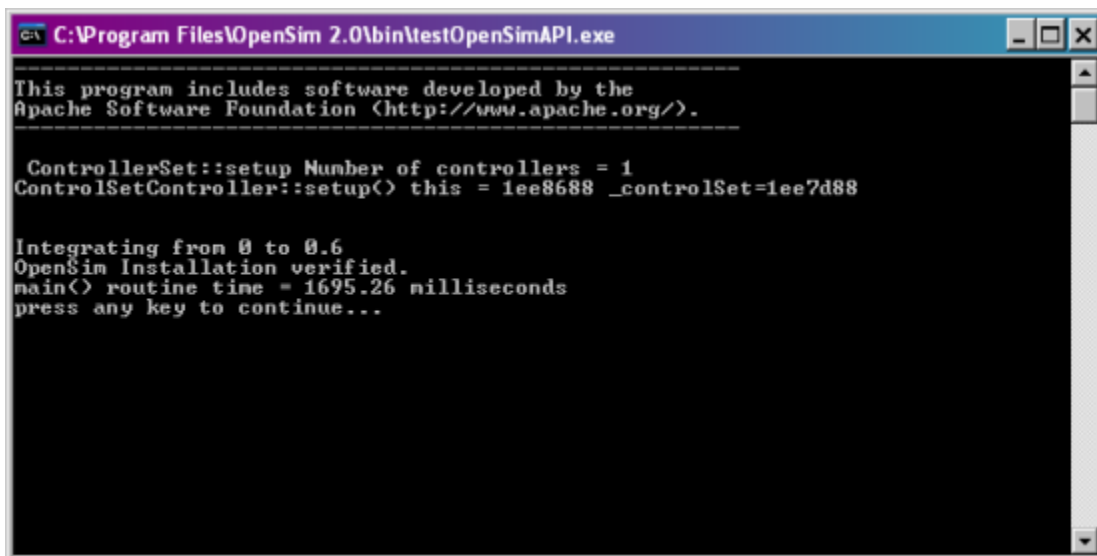 C:\Program Files\OpenSim 2.0\bin\testOpenSimAPI.exe
-------------------------------------------------------
This program includes software developed by the
Apache Software Foundation (http://www.apache.org/).
-------------------------------------------------------
ControllerSet::setup Number of controllers = 1
ControlSetController::setup() this = 1ee8688 _controlSet=1ee7d88
Integrating from 0 to 0.6
OpenSim Installation verified.
main() routine time = 1695.26 milliseconds
press any key to continue...